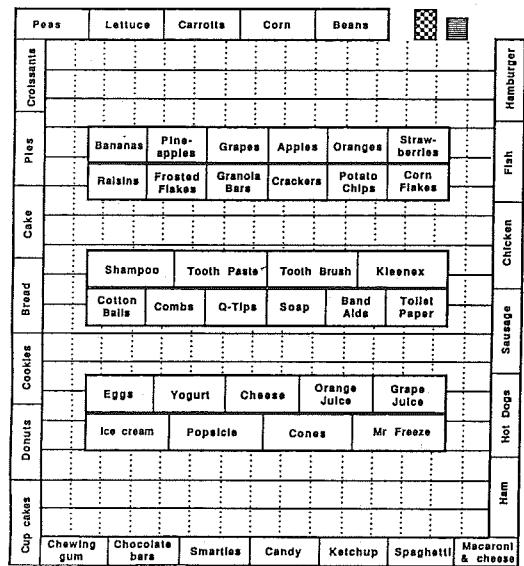 Peas Lettuce Carrotts Corn Beans
Croissants
Pies
Cake
Bread
Cookies
Donuts
Cup cakes
Bananas Pine-apples Grapes Apples Oranges Straw-berries
Raisins Frosted Flakes Granola Bars Crackers Potato Chips Corn Flakes
Shampoo Tooth Paste Tooth Brush Kleenex
Cotton Balls Combs Q-Tips Soap Band Aids Toilet Paper
Eggs Yogurt Cheese Orange Juice Grape Juice
Ice cream Popsicle Cones Mr Freeze
Hamburger
Fish
Chicken
Sausage
Hot Dogs
Ham
Chewing gum Chocolate bars Smarties Candy Ketchup Spaghetti Macaroni & cheese